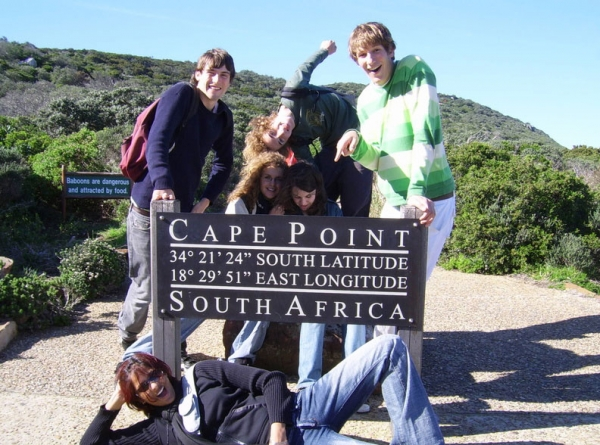 Baboons are dangerous
and attracted by food.
CAPE POINT
34° 21' 24" SOUTH LATITUDE
18° 29' 51" EAST LONGITUDE
SOUTH AFRICA